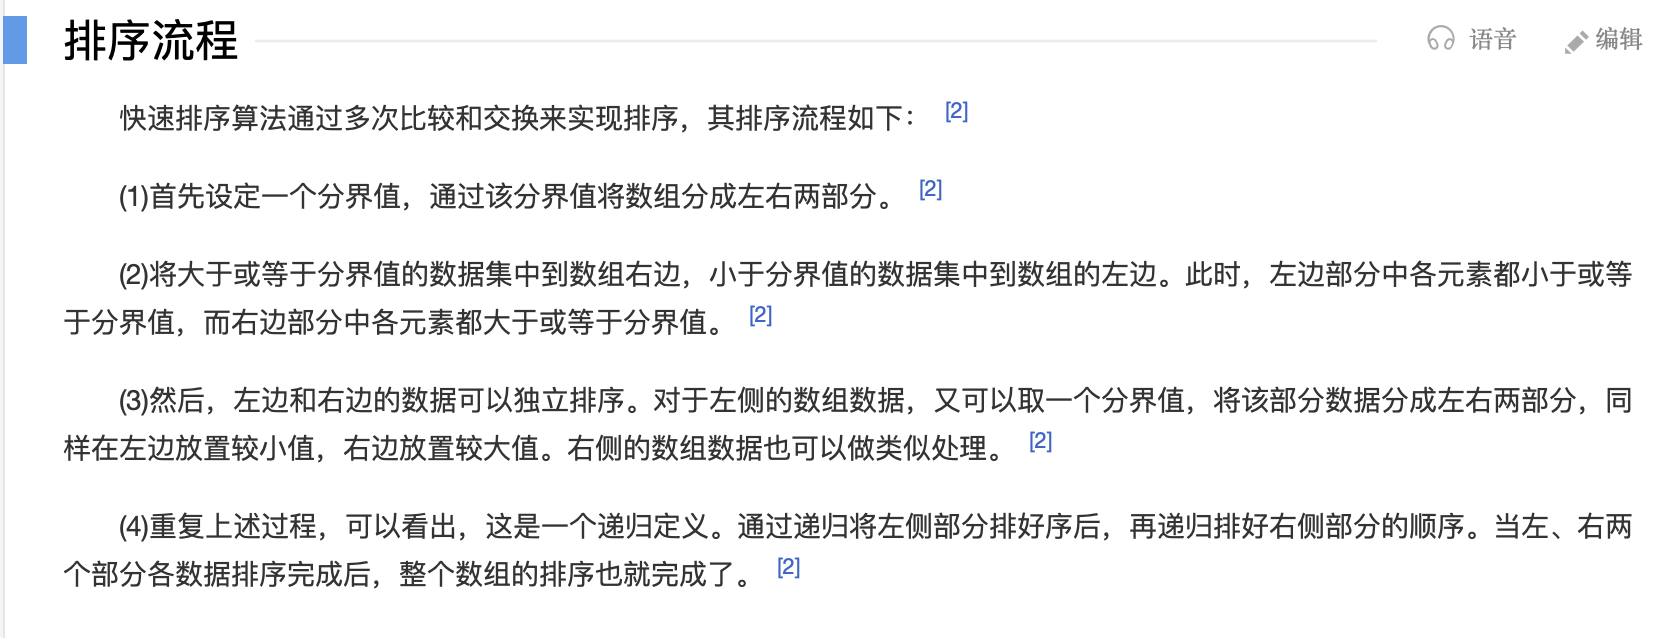 排序流程
语音 编辑
快速排序算法通过多次比较和交换来实现排序，其排序流程如下： [2]
(1)首先设定一个分界值，通过该分界值将数组分成左右两部分。 [2]
(2)将大于或等于分界值的数据集中到数组右边，小于分界值的数据集中到数组的左边。此时，左边部分中各元素都小于或等
于分界值，而右边部分中各元素都大于或等于分界值。 [2]
(3)然后，左边和右边的数据可以独立排序。对于左侧的数组数据，又可以取一个分界值，将该部分数据分成左右两部分，同
样在左边放置较小值，右边放置较大值。右侧的数组数据也可以做类似处理。 [2]
(4)重复上述过程，可以看出，这是一个递归定义。通过递归将左侧部分排好序后，再递归排好右侧部分的顺序。当左、右两
个部分各数据排序完成后，整个数组的排序也就完成了。 [2]